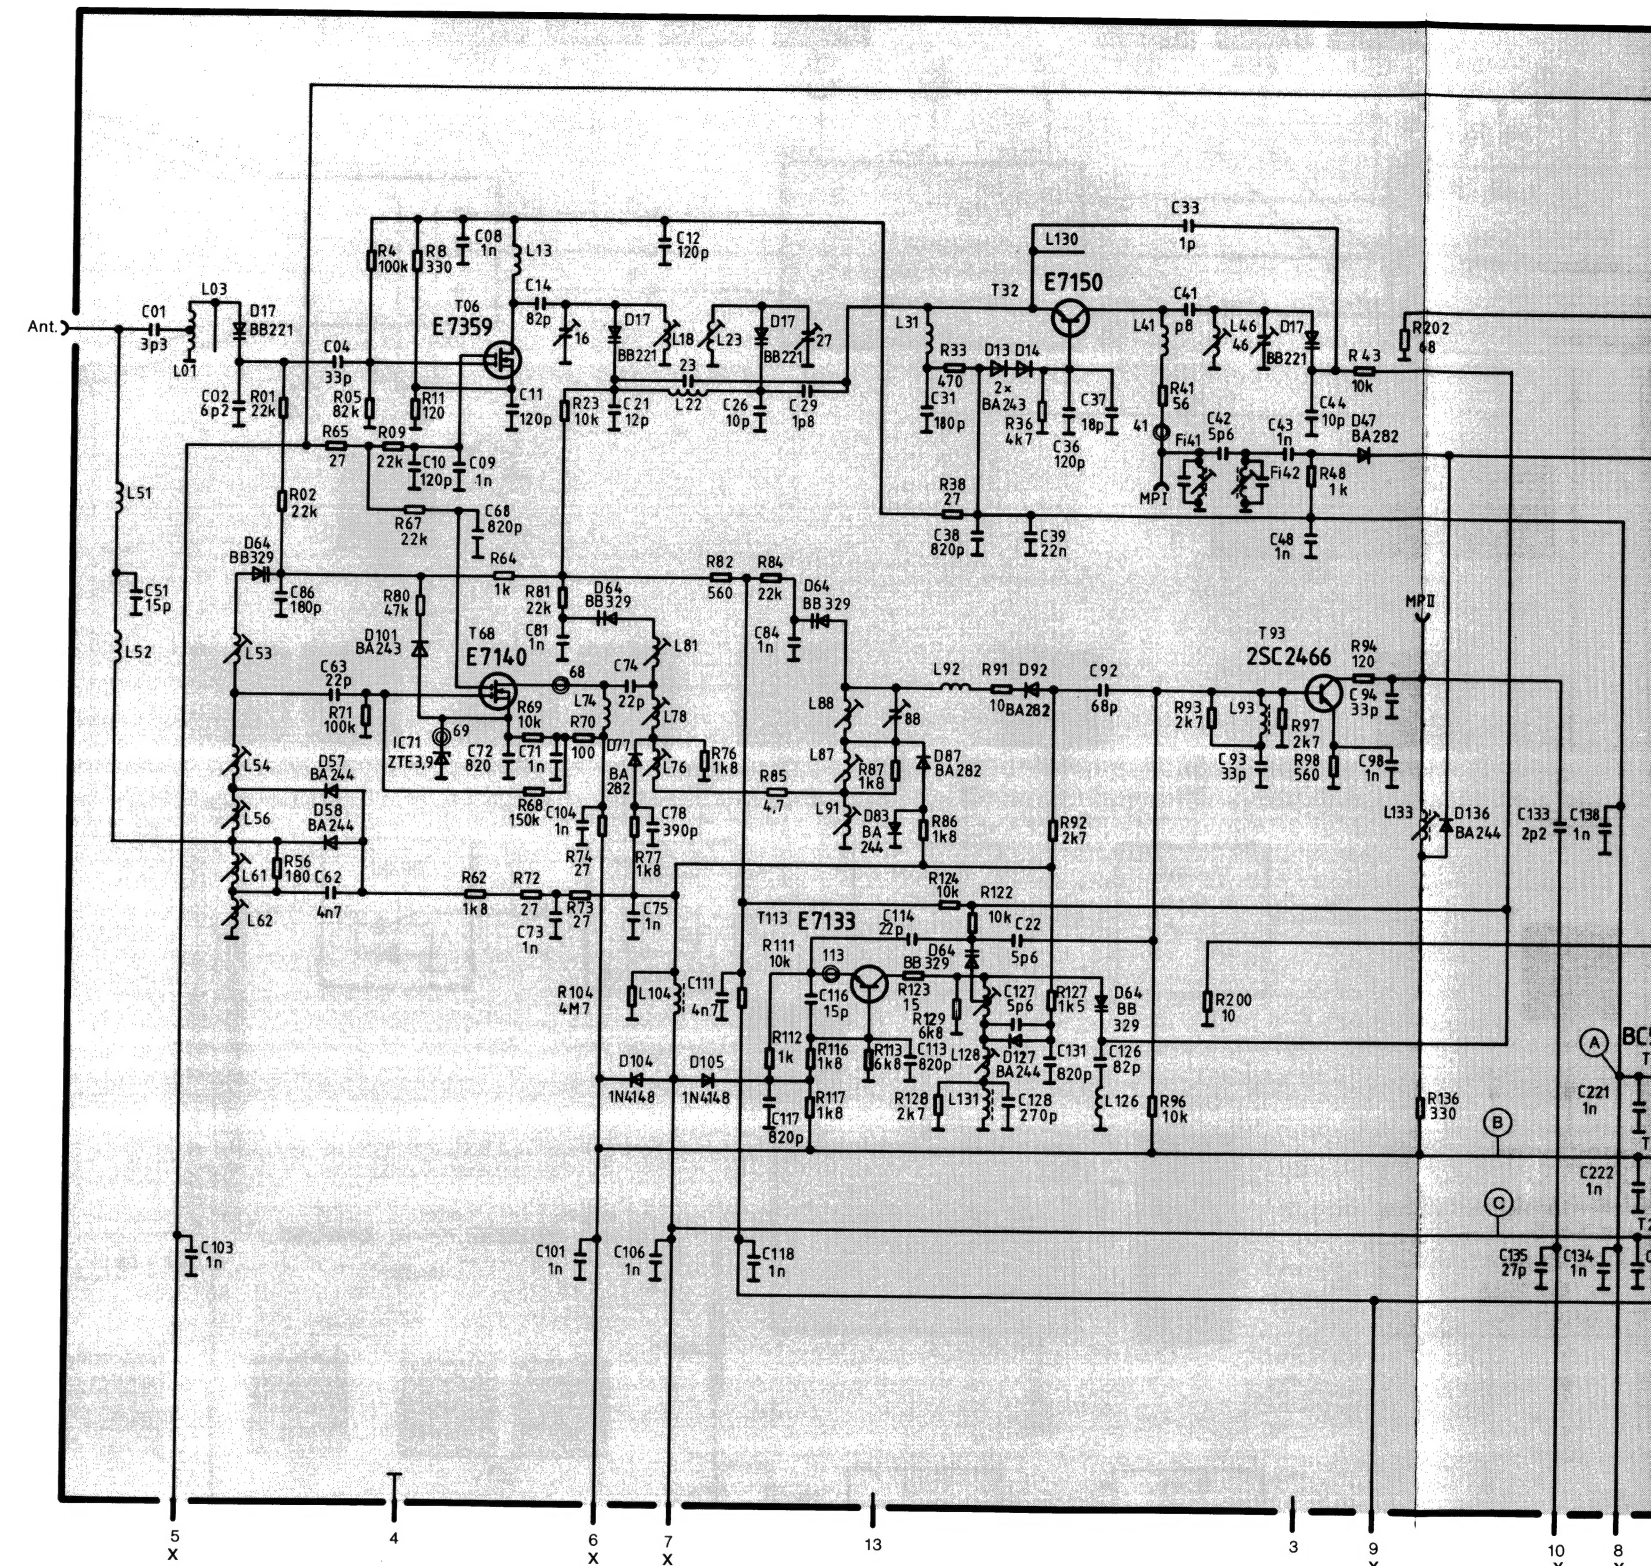 C33
1p
L130
C08
1n
R4
100k
R8
330
L13
C12
120p
T32
E7150
L03
C01
3p3
Ant.
D17
BB221
L01
T06
E7359
C14
82p
16
D17
BB221
L18
L23
D17
BB221
27
L31
C41
p8
L41
L46
46
D17
BB221
R202
68
C04
33p
23
L22
R33
470
D13 D14
2x
BA243
R43
10k
C02
6p2
R01
22k
R05
82k
R11
120
C11
120p
R23
10k
C21
12p
C26
10p
C29
1p8
C31
180p
R36
4k7
C37
18p
C36
120p
R41
56
41
C42
5p6
C43
1n
C44
10p
D47
BA282
Fi41
Fi42
R48
1k
MPI
R65
27
R09
22k
C10
120p
C09
1n
L51
R02
22k
R67
22k
C68
820p
R38
27
C38
820p
C39
22n
C48
1n
D64
BB329
C51
15p
C86
180p
R64
1k
R80
47k
R81
22k
D64
BB329
R82
560
R84
22k
D64
BB329
MPII
L52
L53
D101
BA243
T68
E7140
C81
1n
L81
C84
1n
T93
2SC2466
R94
120
C63
22p
68
C74
22p
L92
R91
10
D92
BA282
C92
68p
C94
33p
R71
100k
R69
10k
R70
100
L74
L78
L88
88
R93
2k7
L93
R97
2k7
IC71
ZTE3,9
69
C72
820
C71
1n
D77
BA
282
L76
R76
1k8
L87
R87
1k8
D87
BA282
C93
33p
R98
560
C98
1n
L54
D57
BA244
R68
150k
R85
4,7
L91
L56
D58
BA244
C104
1n
C78
390p
D83
BA
244
R86
1k8
R92
2k7
L133
D136
BA244
C133
2p2
C138
1n
R74
27
R77
1k8
L61
R56
180
C62
4n7
L62
R62
1k8
R72
27
R73
27
C73
1n
C75
1n
R124
10k
R122
10k
T113
E7133
C114
22p
C22
5p6
R111
10k
113
D64
BB329
R104
4M7
L104
C111
4n7
C116
15p
R123
15
R129
6k8
C127
5p6
R127
1k5
D64
BB
329
R200
10
A
BC5
R112
1k
R116
1k8
R113
6k8
C113
820p
L128
D127
BA244
C131
820p
C126
82p
D104
1N4148
D105
1N4148
C117
820p
R117
1k8
R128
2k7
L131
C128
270p
L126
R96
10k
R136
330
C221
1n
B
C222
1n
C
C103
1n
C101
1n
C106
1n
C118
1n
C135
27p
C134
1n
5
x
4
6
x
7
x
13
3
9
x
10
x
8
x